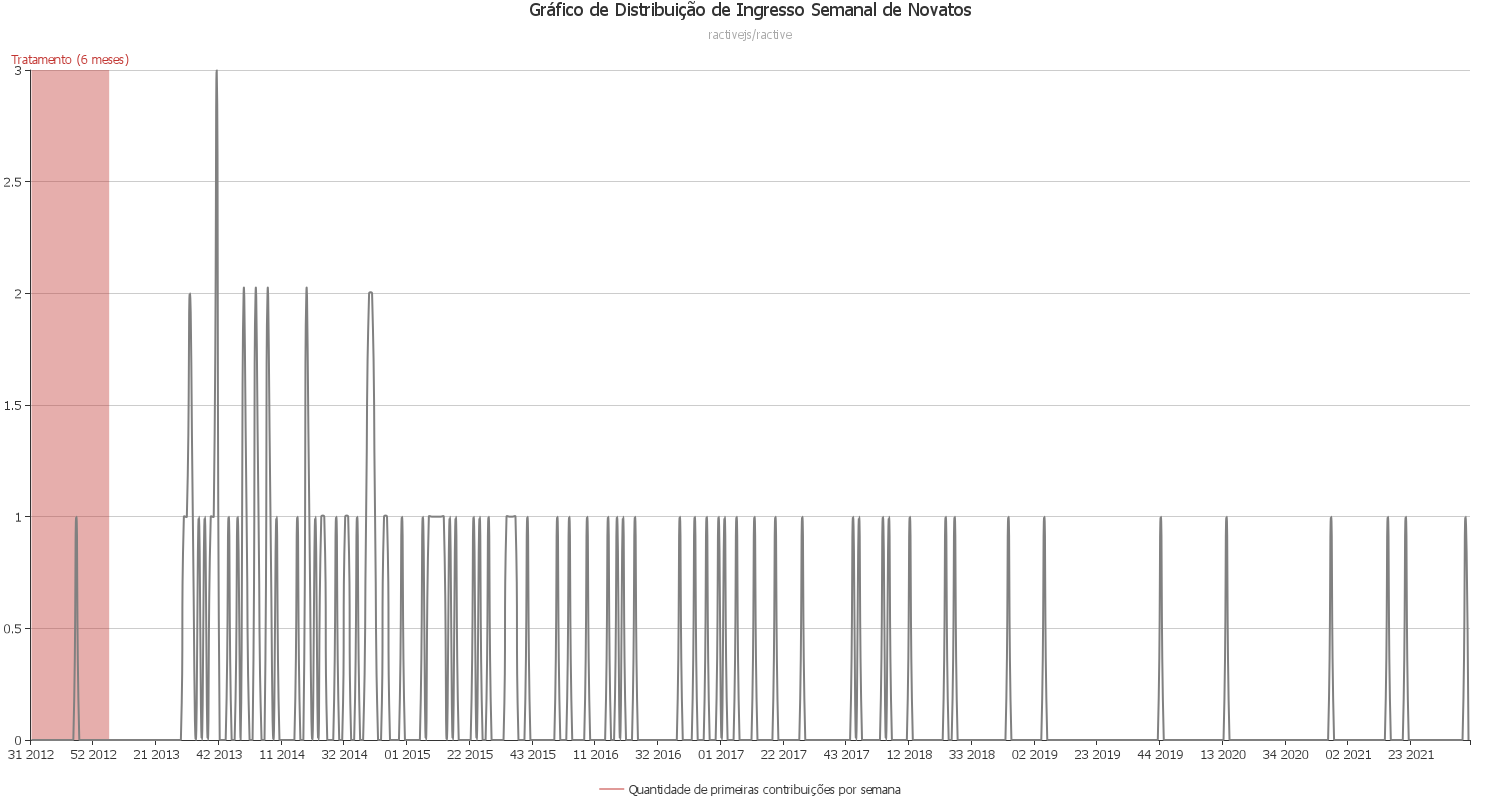 Gráfico de Distribuição de Ingresso Semanal de Novatos
ractivejs/ractive
Tratamento (6 meses)
3
2.5
2
1.5
1
0.5
0
31 2012 52 2012 21 2013 42 2013 11 2014 32 2014 01 2015 22 2015 43 2015 11 2016 32 2016 01 2017 22 2017 43 2017 12 2018 33 2018 02 2019 23 2019 44 2019 13 2020 34 2020 02 2021 23 2021
Quantidade de primeiras contribuições por semana